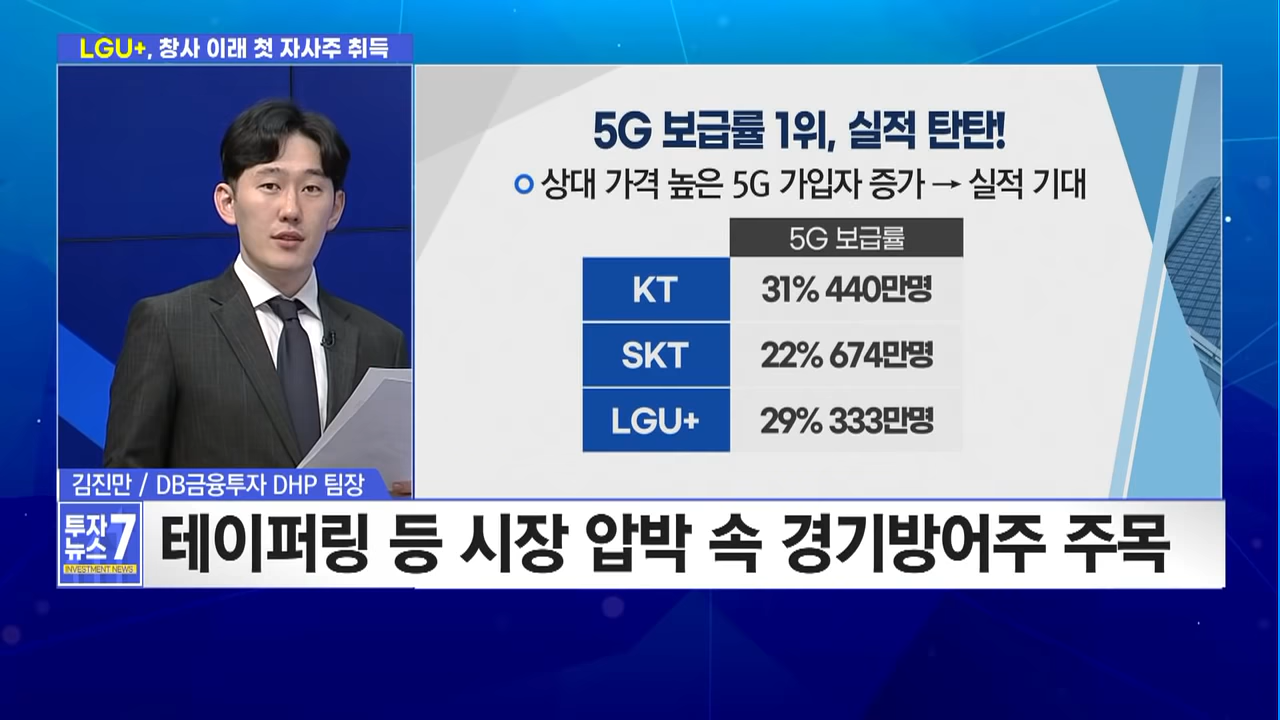 LGU+, 창사 이래 첫 자사주 취득
5G 보급률 1위, 실적 탄탄!
상대 가격 높은 5G 가입자 증가 → 실적 기대
5G 보급률
KT 31% 440만명
SKT 22% 674만명
LGU+ 29% 333만명
김진만 / DB금융투자 DHP 팀장
투자
뉴스 7
INVESTMENT NEWS
테이퍼링 등 시장 압박 속 경기방어주 주목